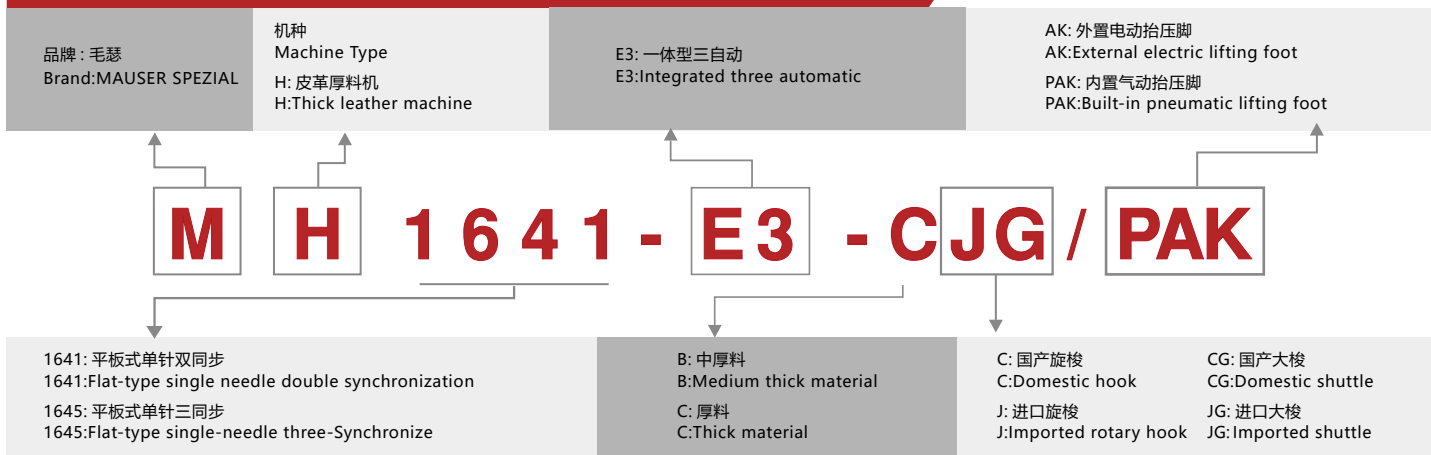 品牌 : 毛瑟
Brand:MAUSER SPEZIAL
机种
Machine Type
H: 皮革厚料机
H:Thick leather machine
E3: 一体型三自动
E3:Integrated three automatic
AK: 外置电动抬压脚
AK:External electric lifting foot
PAK: 内置气动抬压脚
PAK:Built-in pneumatic lifting foot
M H 1641-E3-CJG/PAK
1641: 平板式单针双同步
1641:Flat-type single needle double synchronization
1645: 平板式单针三同步
1645:Flat-type single-needle three-Synchronize
B: 中厚料
B:Medium thick material
C: 厚料
C:Thick material
C: 国产旋梭
C:Domestic hook
J: 进口旋梭
J:Imported rotary hook
CG: 国产大梭
CG:Domestic shuttle
JG: 进口大梭
JG:Imported shuttle